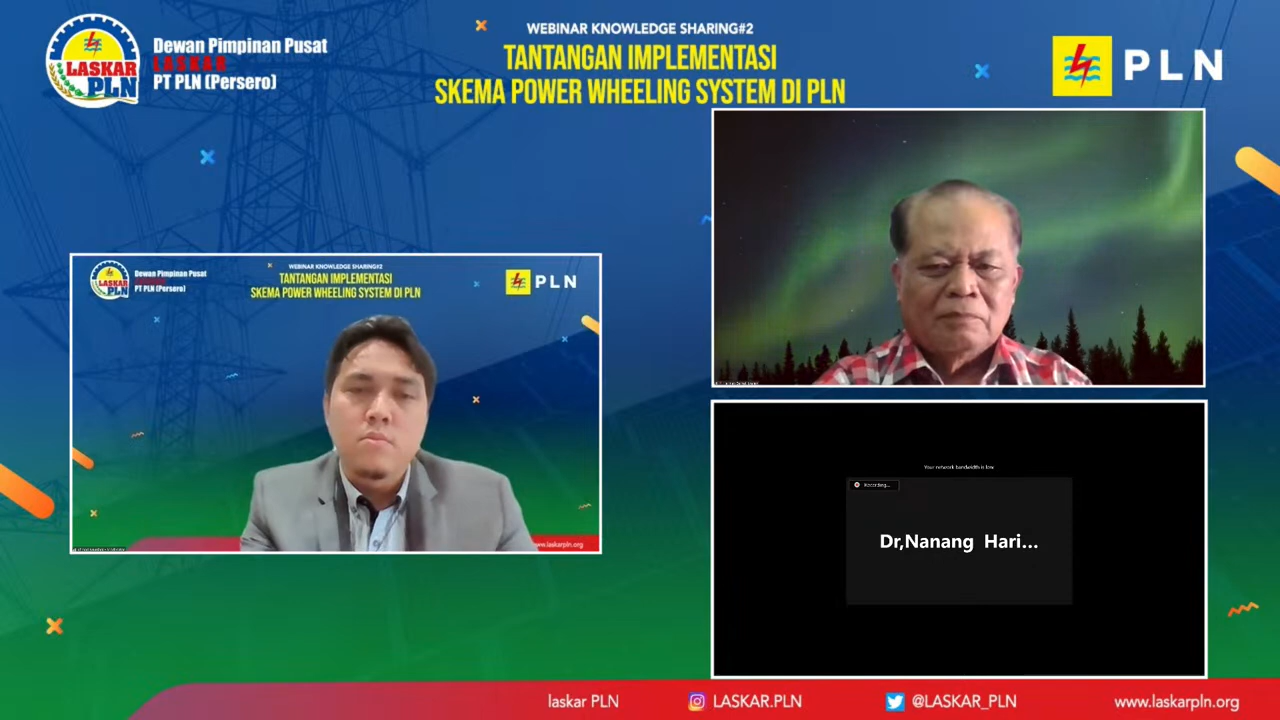 LASKAR
PLN
Dewan Pimpinan Pusat
LASKAR
PT PLN (Persero)
WEBINAR KNOWLEDGE SHARING#2
TANTANGAN IMPLEMENTASI
SKEMA POWER WHEELING SYSTEM DI PLN
PLN
LASKAR
PLN
Dewan Pimpinan Pusat
PT PLN (Persero)
WEBINAR KNOWLEDGE SHARING#2
TANTANGAN IMPLEMENTASI
SKEMA POWER WHEELING SYSTEM DI PLN
PLN
www.laskarpln.org
Your network bandwidth is low
Recording...
Dr,Nanang Hari...
laskar PLN
LASKAR.PLN
@LASKAR_PLN
www.laskarpln.org